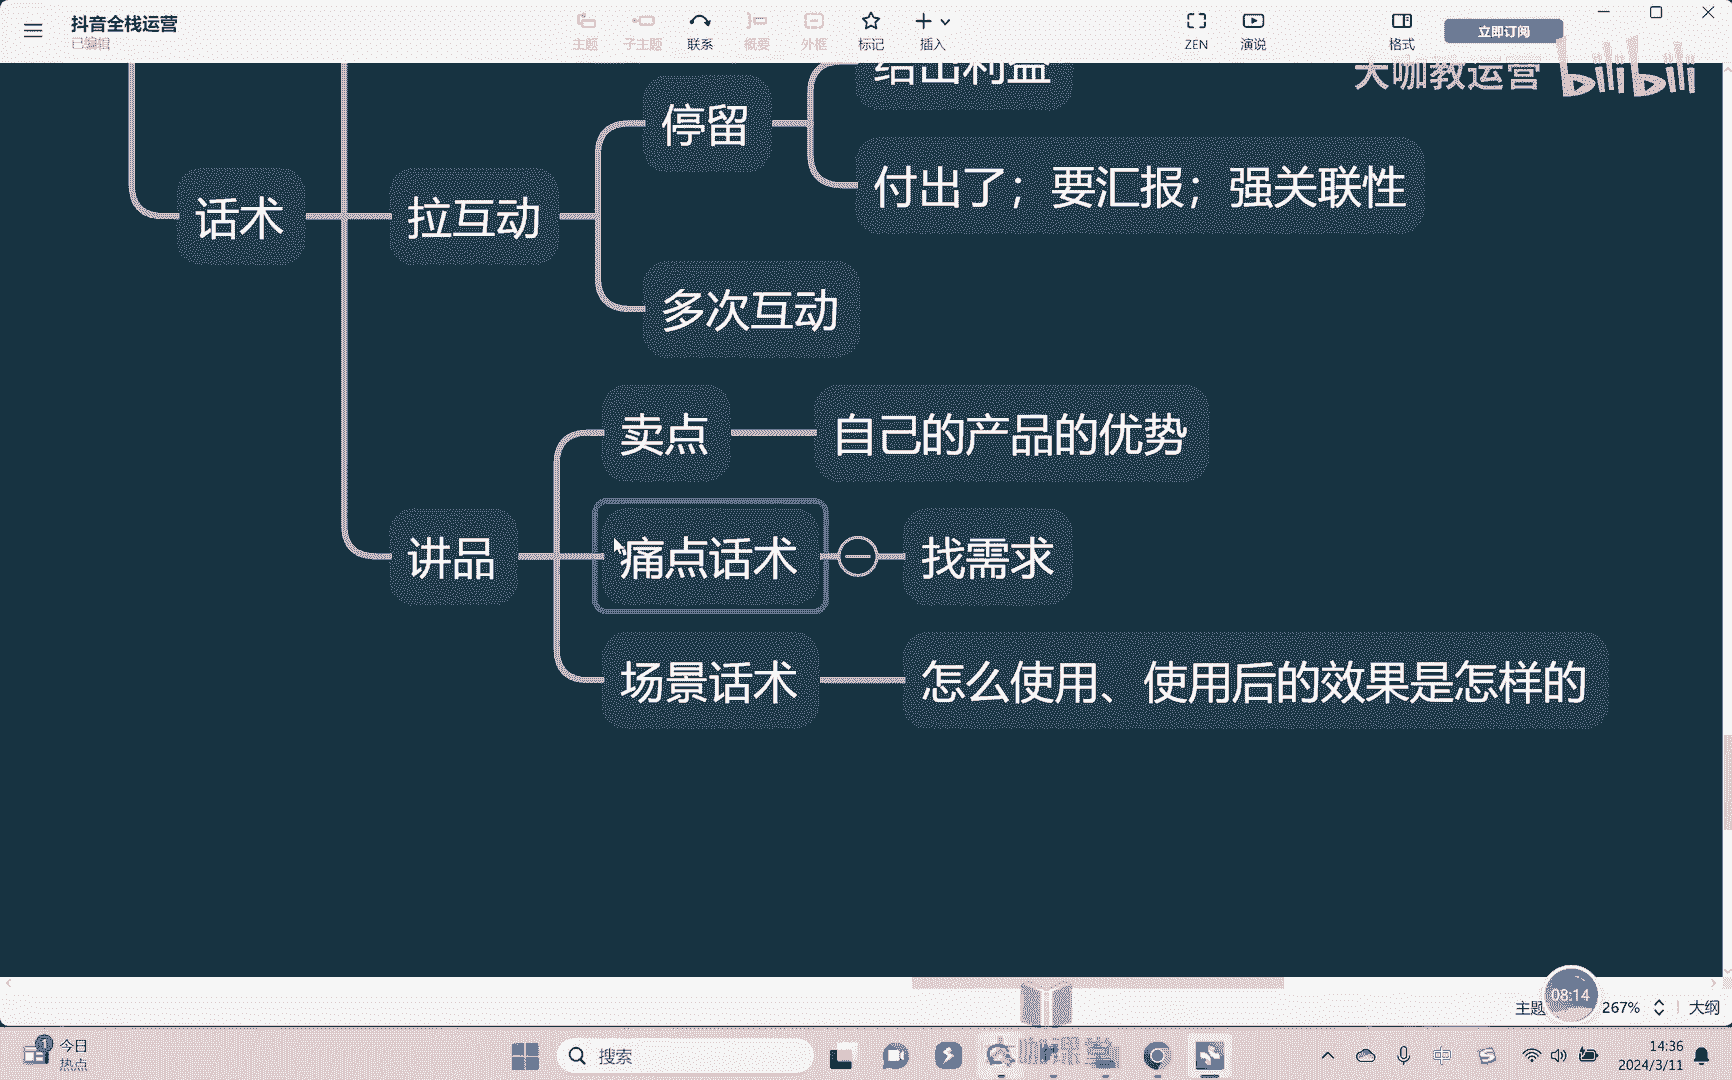 抖音全栈运营
已编辑
主题
子主题
联系
概要
外框
标记
插入
ZEN
演说
格式
立即订阅
大咖教运营 bilibili
给出利益
停留
付出了；要汇报；强关联性
话术
拉互动
多次互动
卖点
自己的产品的优势
讲品
痛点话术
找需求
场景话术
怎么使用、使用后的效果是怎样的
主题
08:14
267%
大纲
1
今日
热点
搜索
大咖课堂
中
14:36
2024/3/11